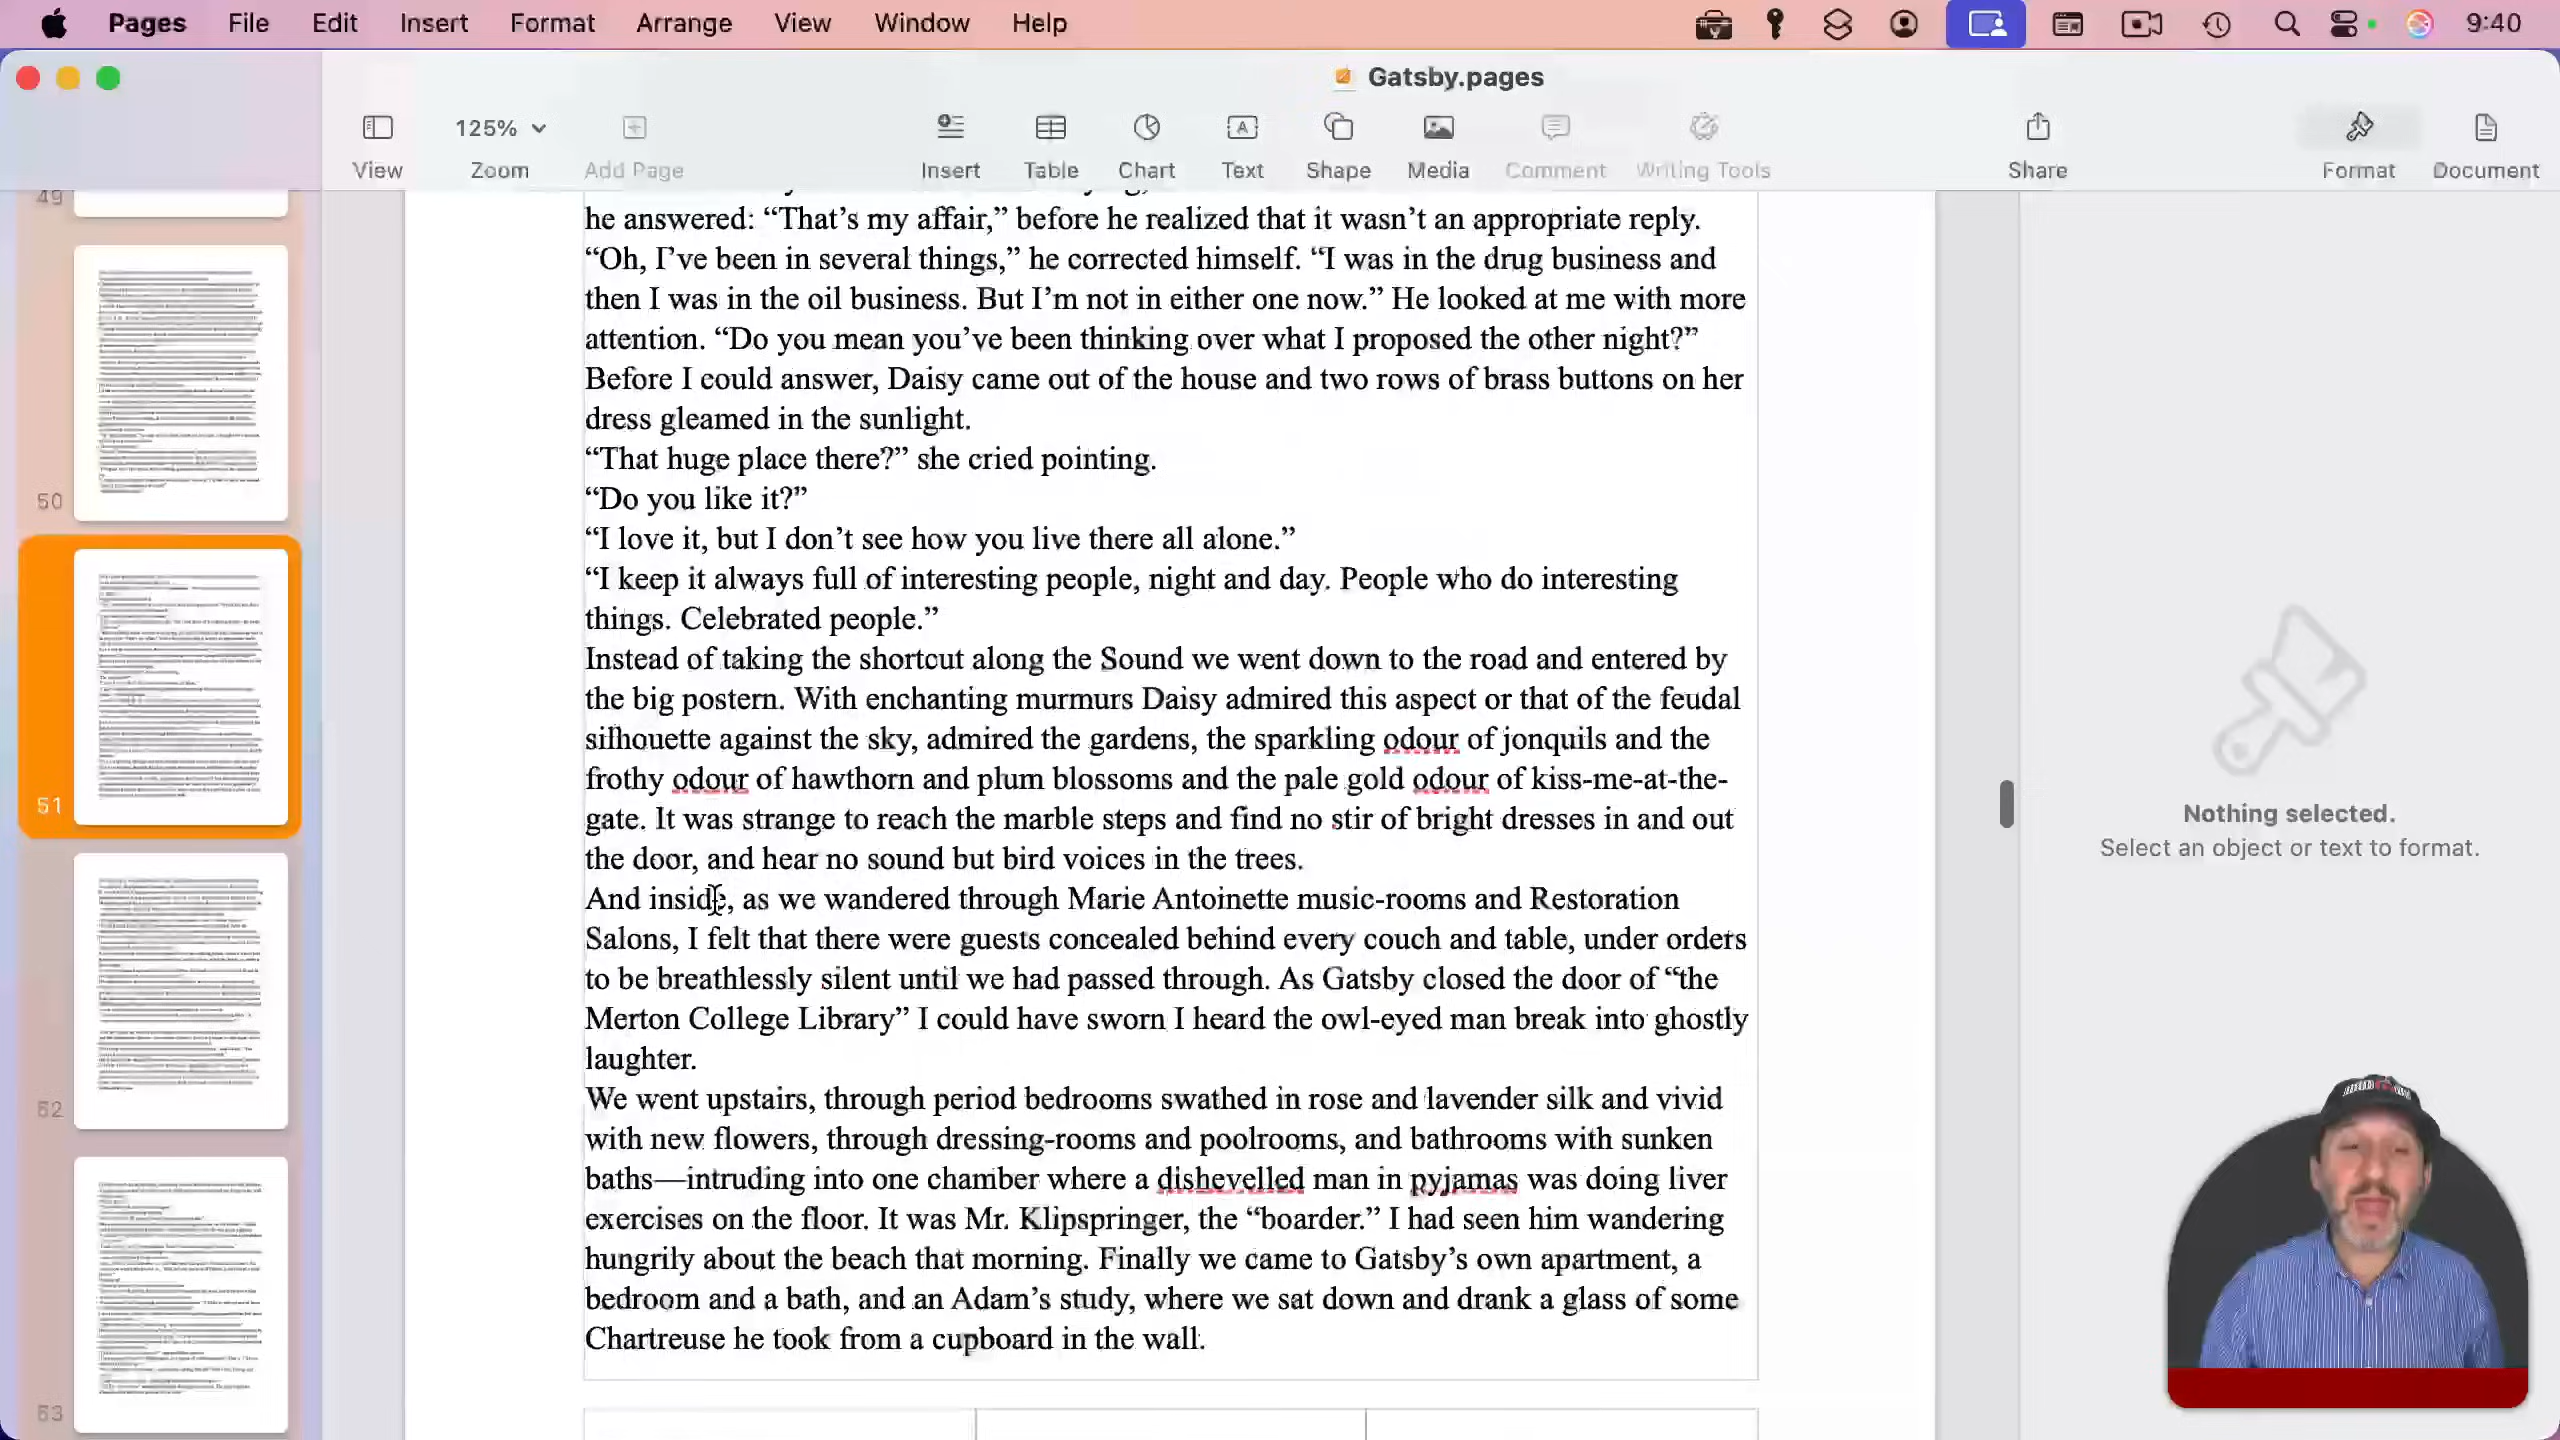 Pages File Edit Insert Format Arrange View Window Help 9:40
Gatsby.pages
125%
View Zoom Add Page Insert Table Chart Text Shape Media Comment Writing Tools Share Format Document
49
50
51
52
53
he answered: “That’s my affair,” before he realized that it wasn’t an appropriate reply.
“Oh, I’ve been in several things,” he corrected himself. “I was in the drug business and
then I was in the oil business. But I’m not in either one now.” He looked at me with more
attention. “Do you mean you’ve been thinking over what I proposed the other night?”
Before I could answer, Daisy came out of the house and two rows of brass buttons on her
dress gleamed in the sunlight.
“That huge place there?” she cried pointing.
“Do you like it?”
“I love it, but I don’t see how you live there all alone.”
“I keep it always full of interesting people, night and day. People who do interesting
things. Celebrated people.”
Instead of taking the shortcut along the Sound we went down to the road and entered by
the big postern. With enchanting murmurs Daisy admired this aspect or that of the feudal
silhouette against the sky, admired the gardens, the sparkling odour of jonquils and the
frothy odour of hawthorn and plum blossoms and the pale gold odour of kiss-me-at-the-
gate. It was strange to reach the marble steps and find no stir of bright dresses in and out
the door, and hear no sound but bird voices in the trees.
And inside, as we wandered through Marie Antoinette music-rooms and Restoration
Salons, I felt that there were guests concealed behind every couch and table, under orders
to be breathlessly silent until we had passed through. As Gatsby closed the door of “the
Merton College Library” I could have sworn I heard the owl-eyed man break into ghostly
laughter.
We went upstairs, through period bedrooms swathed in rose and lavender silk and vivid
with new flowers, through dressing-rooms and poolrooms, and bathrooms with sunken
baths—intruding into one chamber where a dishevelled man in pyjamas was doing liver
exercises on the floor. It was Mr. Klipspringer, the “boarder.” I had seen him wandering
hungrily about the beach that morning. Finally we came to Gatsby’s own apartment, a
bedroom and a bath, and an Adam’s study, where we sat down and drank a glass of some
Chartreuse he took from a cupboard in the wall.
Nothing selected.
Select an object or text to format.